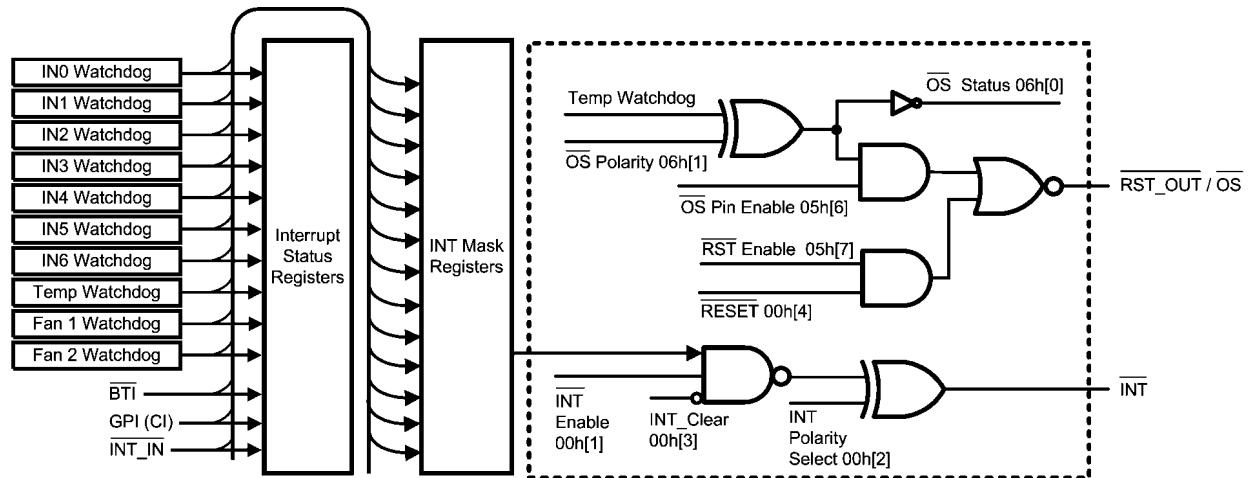 IN0 Watchdog
IN1 Watchdog
IN2 Watchdog
IN3 Watchdog
IN4 Watchdog
IN5 Watchdog
IN6 Watchdog
Temp Watchdog
Fan 1 Watchdog
Fan 2 Watchdog
BTI
GPI (CI)
INT_IN
Interrupt
Status
Registers
INT Mask
Registers
Temp Watchdog
OS Polarity 06h[1]
OS Status 06h[0]
OS Pin Enable 05h[6]
RST Enable 05h[7]
RESET 00h[4]
RST_OUT / OS
INT
Enable
00h[1]
INT_Clear
00h[3]
INT
Polarity
Select 00h[2]
INT